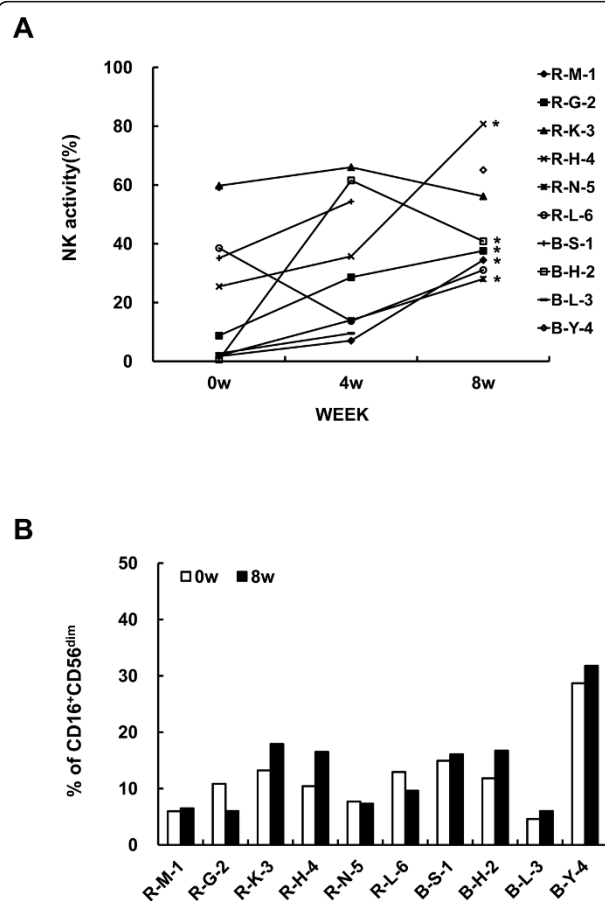 A
100
80
60
40
20
0
NK activity(%)
0w 4w 8w
WEEK
*
*
*
*
*
R-M-1
R-G-2
R-K-3
R-H-4
R-N-5
R-L-6
B-S-1
B-H-2
B-L-3
B-Y-4
B
50
40
30
20
10
0
% of CD16⁺CD56ᵈⁱᵐ
0w 8w
R-M-1 R-G-2 R-K-3 R-H-4 R-N-5 R-L-6 B-S-1 B-H-2 B-L-3 B-Y-4